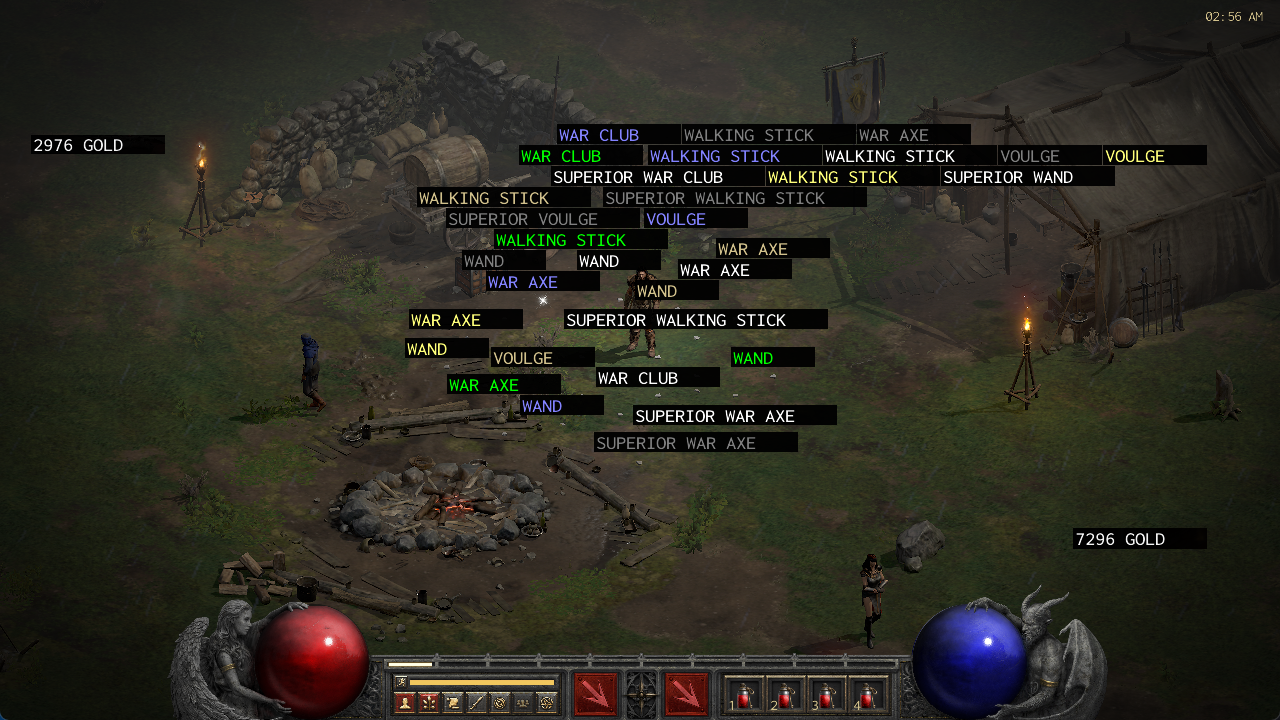 02:56 AM
WAR CLUB WALKING STICK WAR AXE
2976 GOLD
WAR CLUB WALKING STICK WALKING STICK VOULGE VOULGE
SUPERIOR WAR CLUB WALKING STICK SUPERIOR WAND
WALKING STICK SUPERIOR WALKING STICK
SUPERIOR VOULGE VOULGE
WALKING STICK
WAR AXE
WAND WAND
WAR AXE
WAR AXE
WAND
WAR AXE SUPERIOR WALKING STICK
WAND
VOULGE WAND
WAR CLUB
WAR AXE
WAND
SUPERIOR WAR AXE
SUPERIOR WAR AXE
7296 GOLD
1 2 3 4